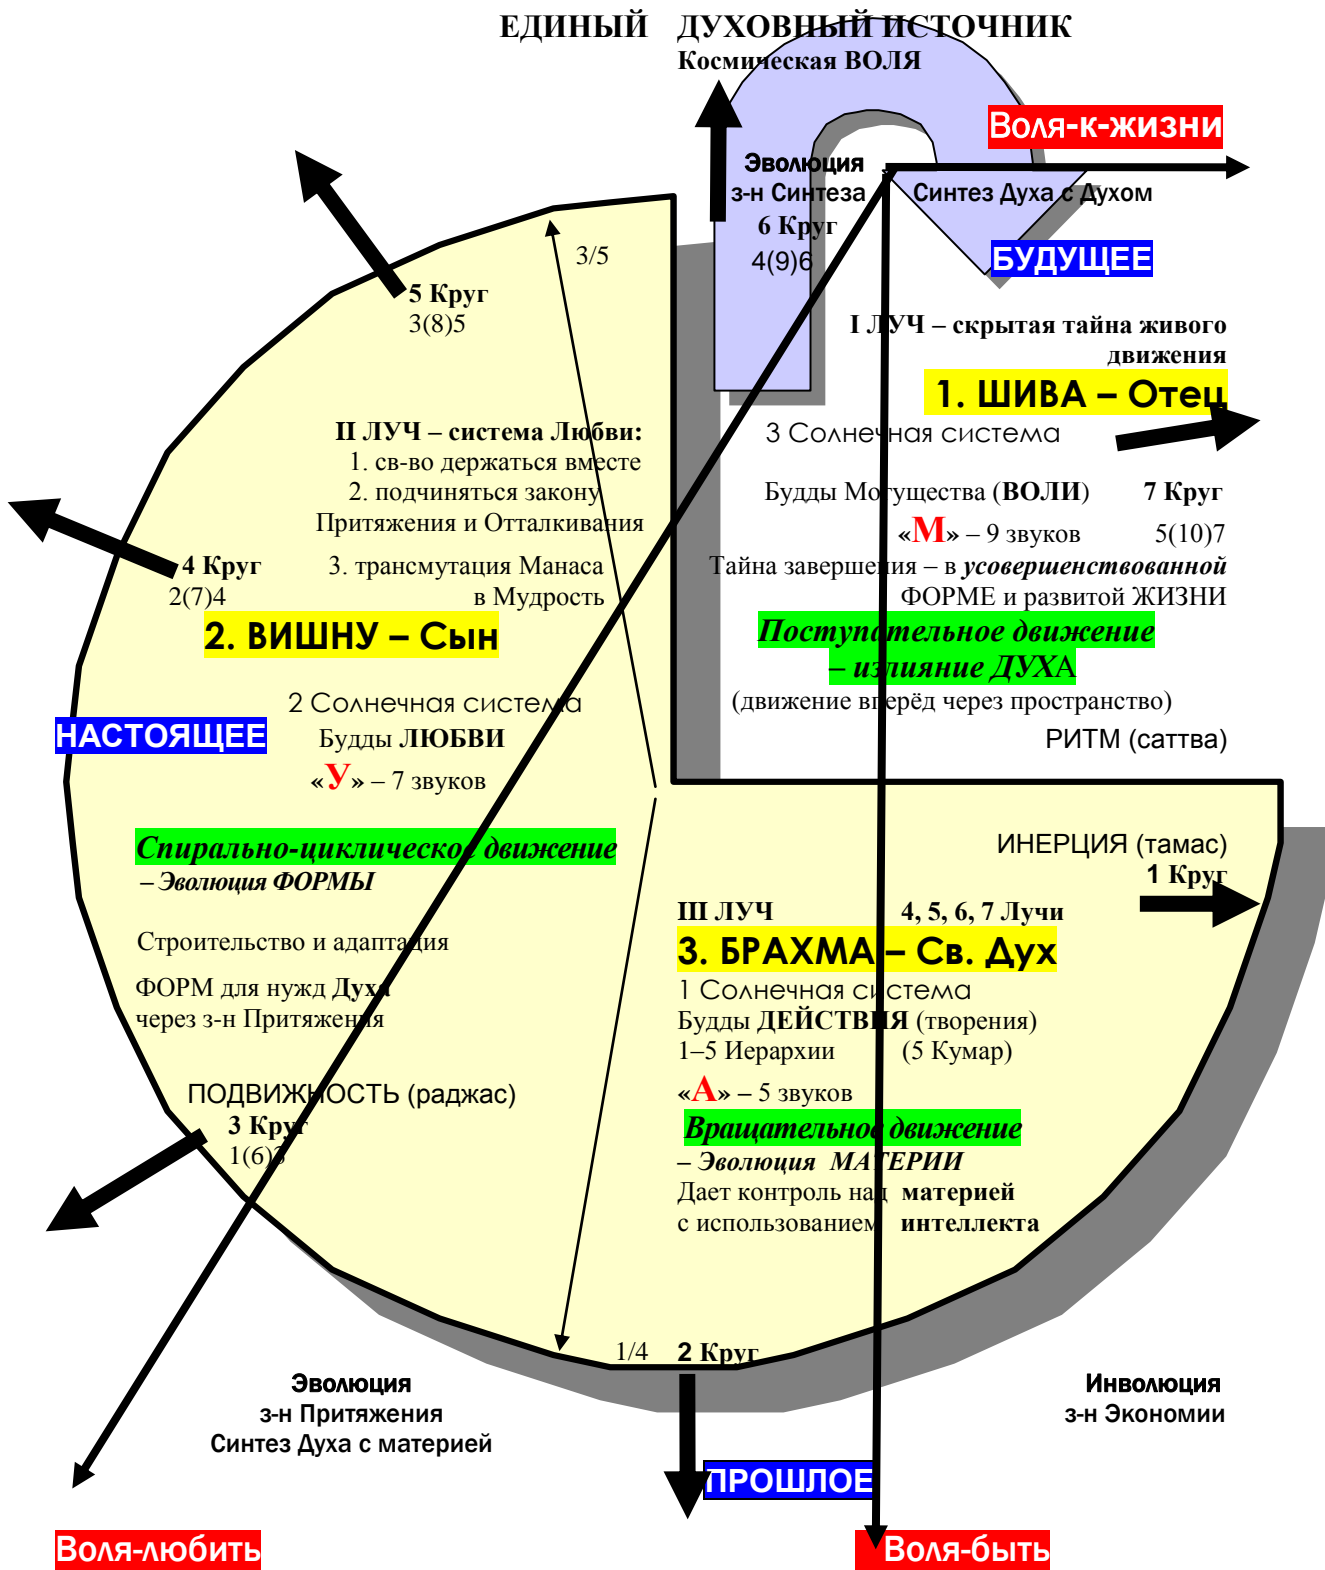 ЕДИНЫЙ ДУХОВНЫЙ ИСТОЧНИК
Космическая ВОЛЯ
Воля-к-жизни
Эволюция
з-н Синтеза
Синтез Духа с Духом
6 Круг
4(9)6
БУДУЩЕЕ
3/5
5 Круг
3(8)5
I ЛУЧ – скрытая тайна живого
движения
1. ШИВА – Отец
3 Солнечная система
Будды Могущества (ВОЛИ)
7 Круг
«М» – 9 звуков
5(10)7
Тайна завершения – в усовершенствованной
ФОРМЕ и развитой ЖИЗНИ
Поступательное движение
– излияние ДУХА
(движение вперёд через пространство)
РИТМ (саттва)
II ЛУЧ – система Любви:
1. св-во держаться вместе
2. подчиняться закону
Притяжения и Отталкивания
3. трансмутация Манаса
в Мудрость
4 Круг
2(7)4
2. ВИШНУ – Сын
2 Солнечная система
НАСТОЯЩЕЕ
Будды ЛЮБВИ
«У» – 7 звуков
Спирально-циклическое движение
– Эволюция ФОРМЫ
Строительство и адаптация
ФОРМ для нужд Духа
через з-н Притяжения
ПОДВИЖНОСТЬ (раджас)
3 Круг
1(6)3
ИНЕРЦИЯ (тамас)
1 Круг
III ЛУЧ
4, 5, 6, 7 Лучи
3. БРАХМА – Св. Дух
1 Солнечная система
Будды ДЕЙСТВИЯ (творения)
1–5 Иерархии (5 Кумар)
«А» – 5 звуков
Вращательное движение
– Эволюция МАТЕРИИ
Дает контроль над материей
с использованием интеллекта
1/4
2 Круг
Эволюция
з-н Притяжения
Синтез Духа с материей
Инволюция
з-н Экономии
ПРОШЛОЕ
Воля-любить
Воля-быть